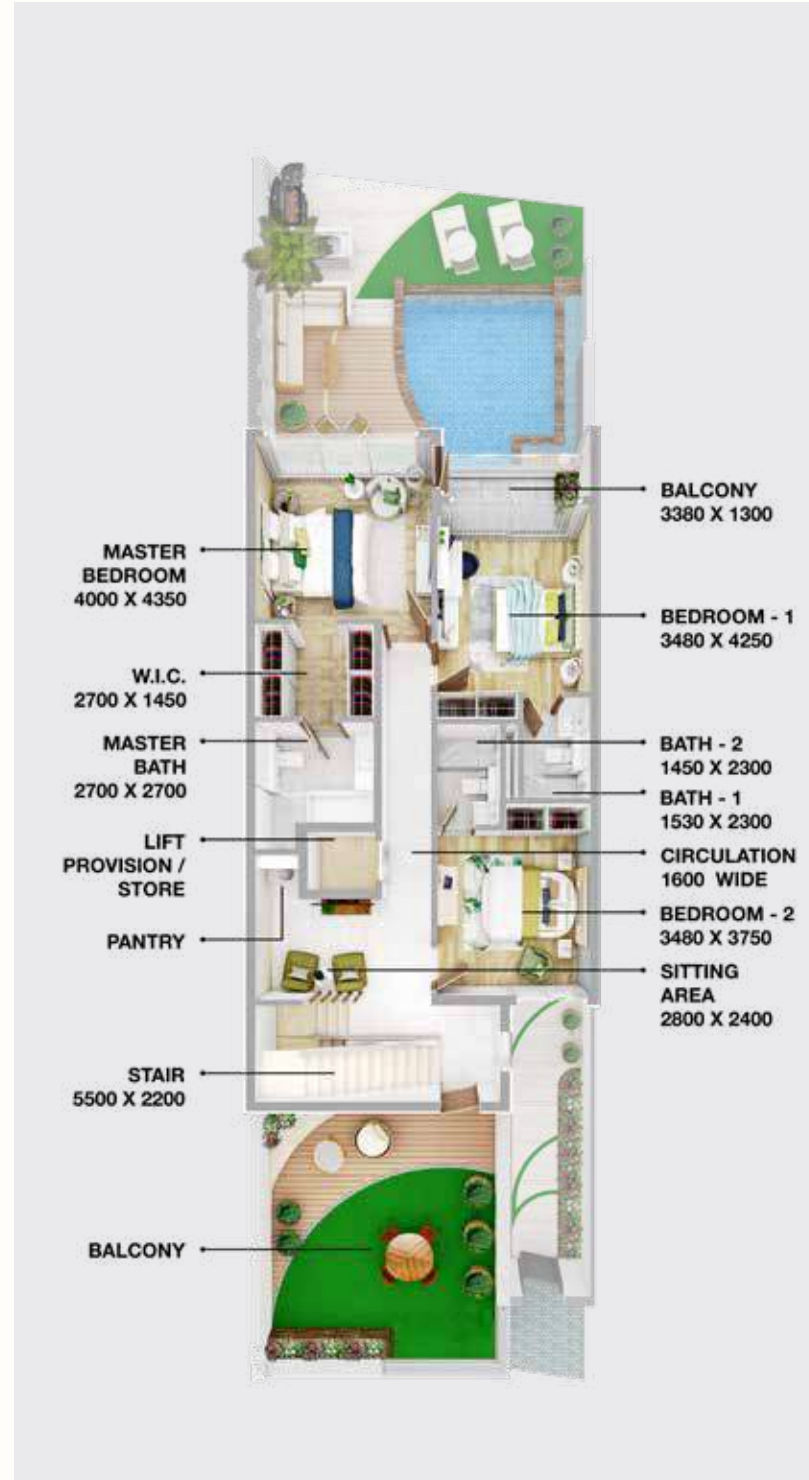 MASTER
BEDROOM
4000 X 4350
W.I.C.
2700 X 1450
MASTER
BATH
2700 X 2700
LIFT
PROVISION /
STORE
PANTRY
STAIR
5500 X 2200
BALCONY
BALCONY
3380 X 1300
BEDROOM - 1
3480 X 4250
BATH - 2
1450 X 2300
BATH - 1
1530 X 2300
CIRCULATION
1600 WIDE
BEDROOM - 2
3480 X 3750
SITTING
AREA
2800 X 2400